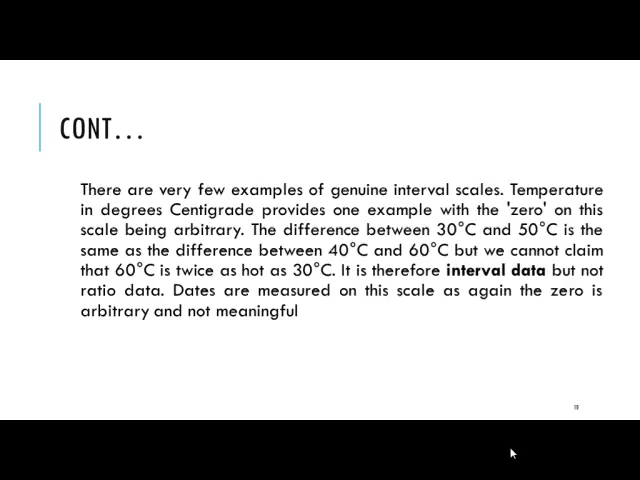 CONT...
There are very few examples of genuine interval scales. Temperature
in degrees Centigrade provides one example with the 'zero' on this
scale being arbitrary. The difference between 30°C and 50°C is the
same as the difference between 40°C and 60°C but we cannot claim
that 60°C is twice as hot as 30°C. It is therefore interval data but not
ratio data. Dates are measured on this scale as again the zero is
arbitrary and not meaningful
10